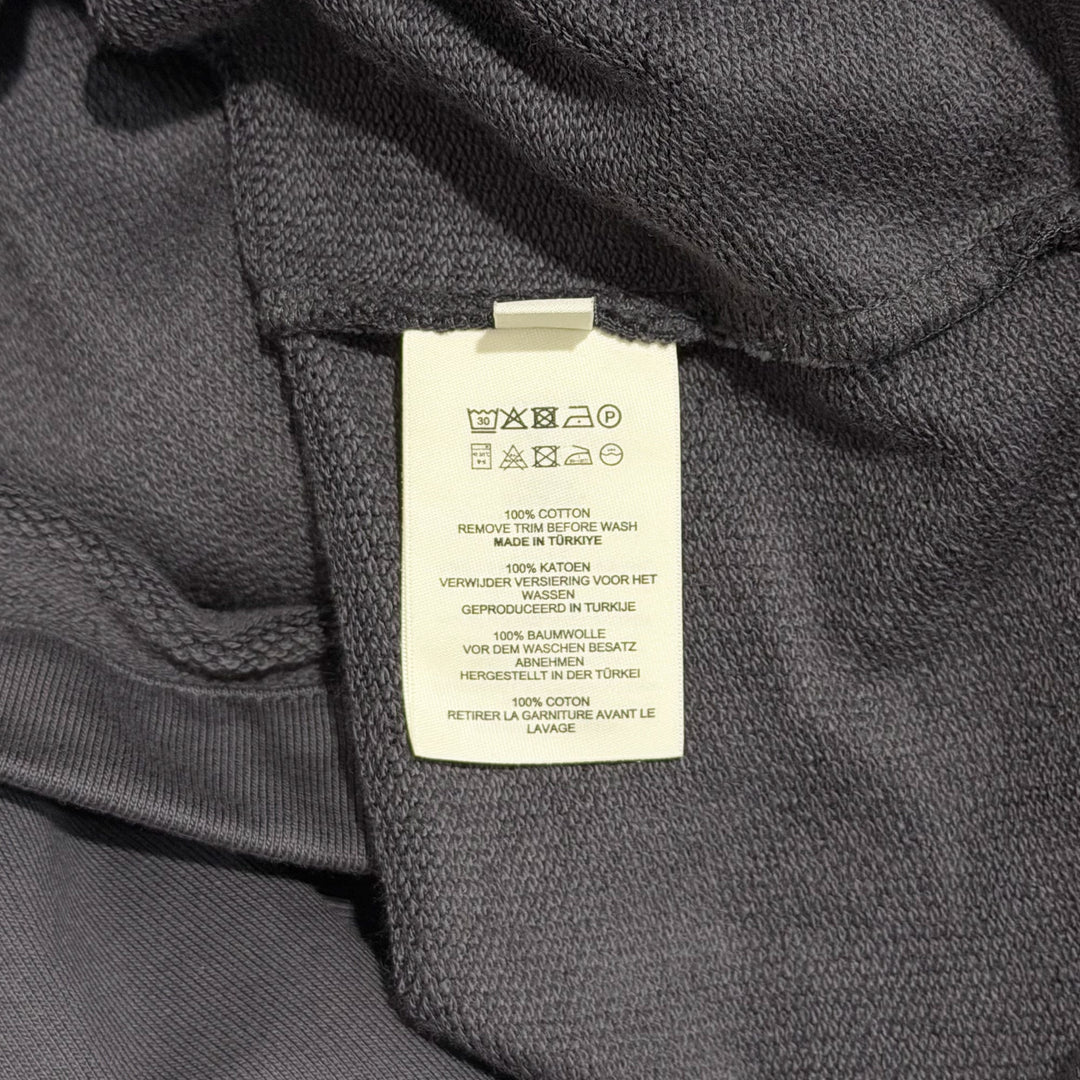 30 P
100% COTTON
REMOVE TRIM BEFORE WASH
MADE IN TÜRKIYE
100% KATOEN
VERWIJDER VERSIERING VOOR HET
WASSEN
GEPRODUCEERD IN TURKIJE
100% BAUMWOLLE
VOR DEM WASCHEN BESATZ
ABNEHMEN
HERGESTELLT IN DER TÜRKEI
100% COTON
RETIRER LA GARNITURE AVANT LE
LAVAGE